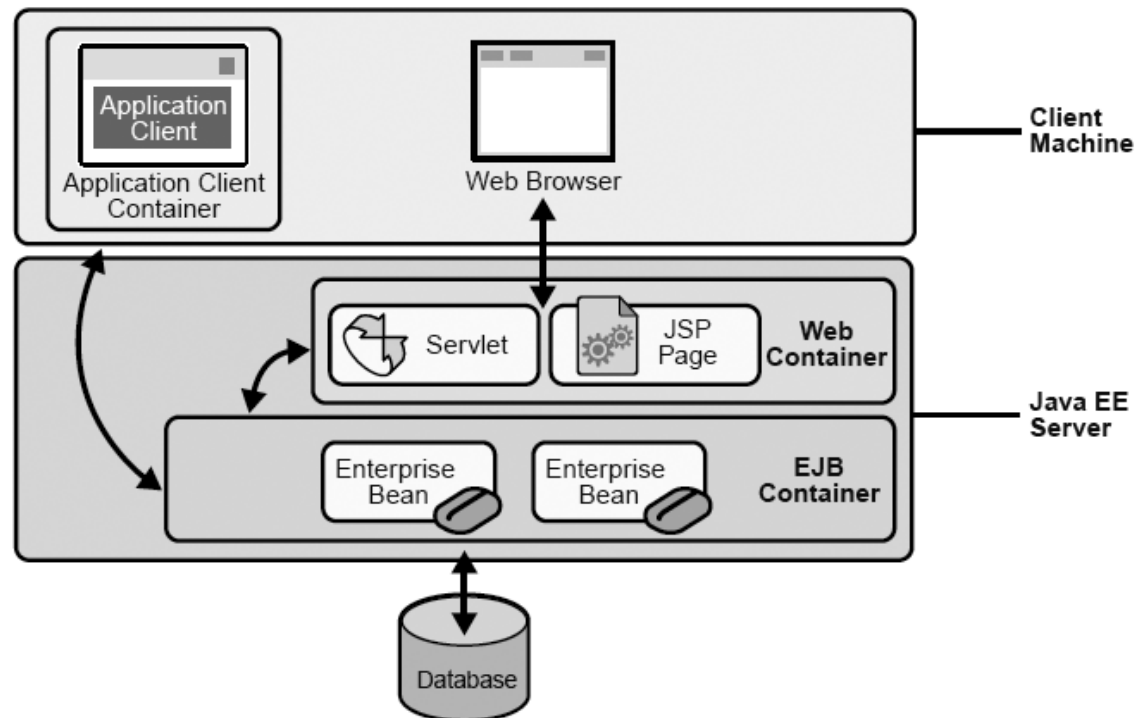 Application
Client
Application Client
Container
Web Browser
Client
Machine
Servlet
JSP
Page
Web
Container
Java EE
Server
Enterprise
Bean
Enterprise
Bean
EJB
Container
Database